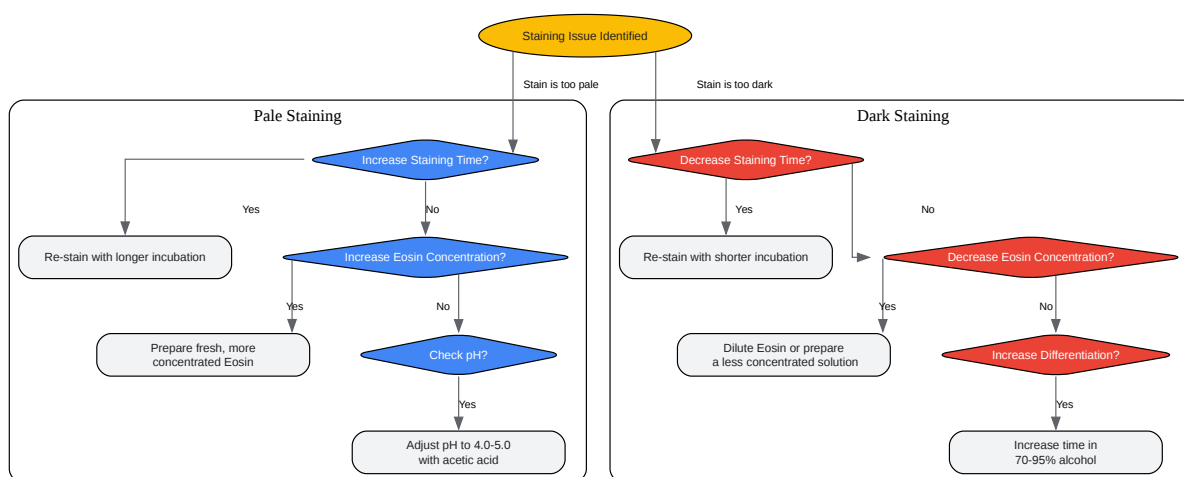 Staining Issue Identified
Stain is too pale
Stain is too dark
Pale Staining
Increase Staining Time?
Yes
No
Re-stain with longer incubation
Increase Eosin Concentration?
Yes
No
Prepare fresh, more
concentrated Eosin
Check pH?
Yes
Adjust pH to 4.0-5.0
with acetic acid
Dark Staining
Decrease Staining Time?
Yes
No
Re-stain with shorter incubation
Decrease Eosin Concentration?
Yes
No
Dilute Eosin or prepare
a less concentrated solution
Increase Differentiation?
Yes
Increase time in
70-95% alcohol